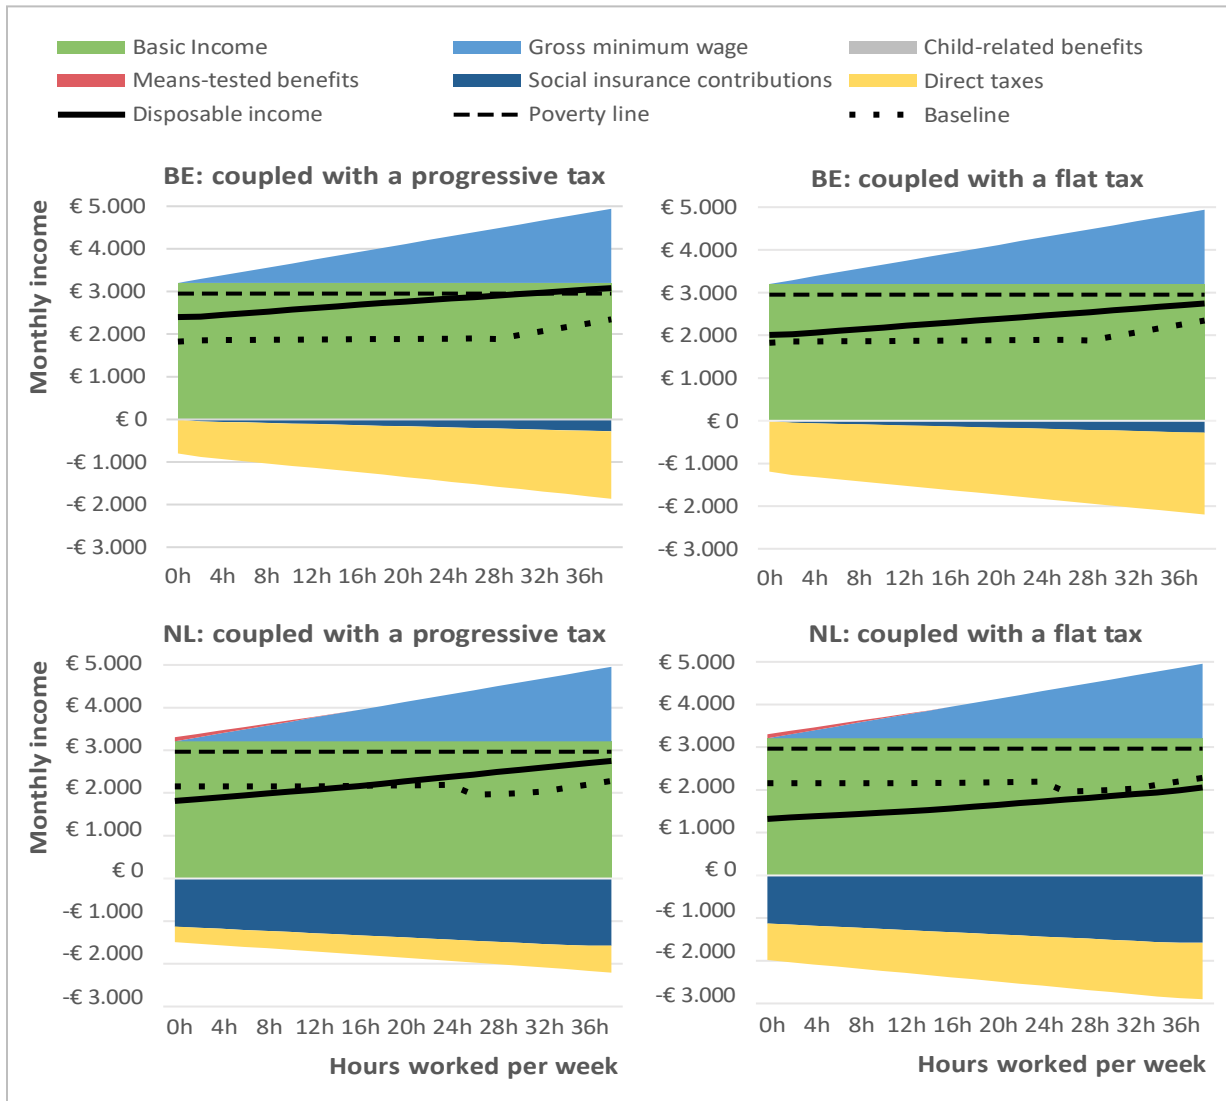 Basic Income Gross minimum wage Child-related benefits
Means-tested benefits Social insurance contributions Direct taxes
Disposable income Poverty line Baseline
BE: coupled with a progressive tax
Monthly income
€ 5.000
€ 4.000
€ 3.000
€ 2.000
€ 1.000
€ 0
-€ 1.000
-€ 2.000
-€ 3.000
0h 4h 8h 12h 16h 20h 24h 28h 32h 36h
BE: coupled with a flat tax
€ 5.000
€ 4.000
€ 3.000
€ 2.000
€ 1.000
€ 0
-€ 1.000
-€ 2.000
-€ 3.000
0h 4h 8h 12h 16h 20h 24h 28h 32h 36h
NL: coupled with a progressive tax
Monthly income
€ 5.000
€ 4.000
€ 3.000
€ 2.000
€ 1.000
€ 0
-€ 1.000
-€ 2.000
-€ 3.000
0h 4h 8h 12h 16h 20h 24h 28h 32h 36h
Hours worked per week
NL: coupled with a flat tax
€ 5.000
€ 4.000
€ 3.000
€ 2.000
€ 1.000
€ 0
-€ 1.000
-€ 2.000
-€ 3.000
0h 4h 8h 12h 16h 20h 24h 28h 32h 36h
Hours worked per week